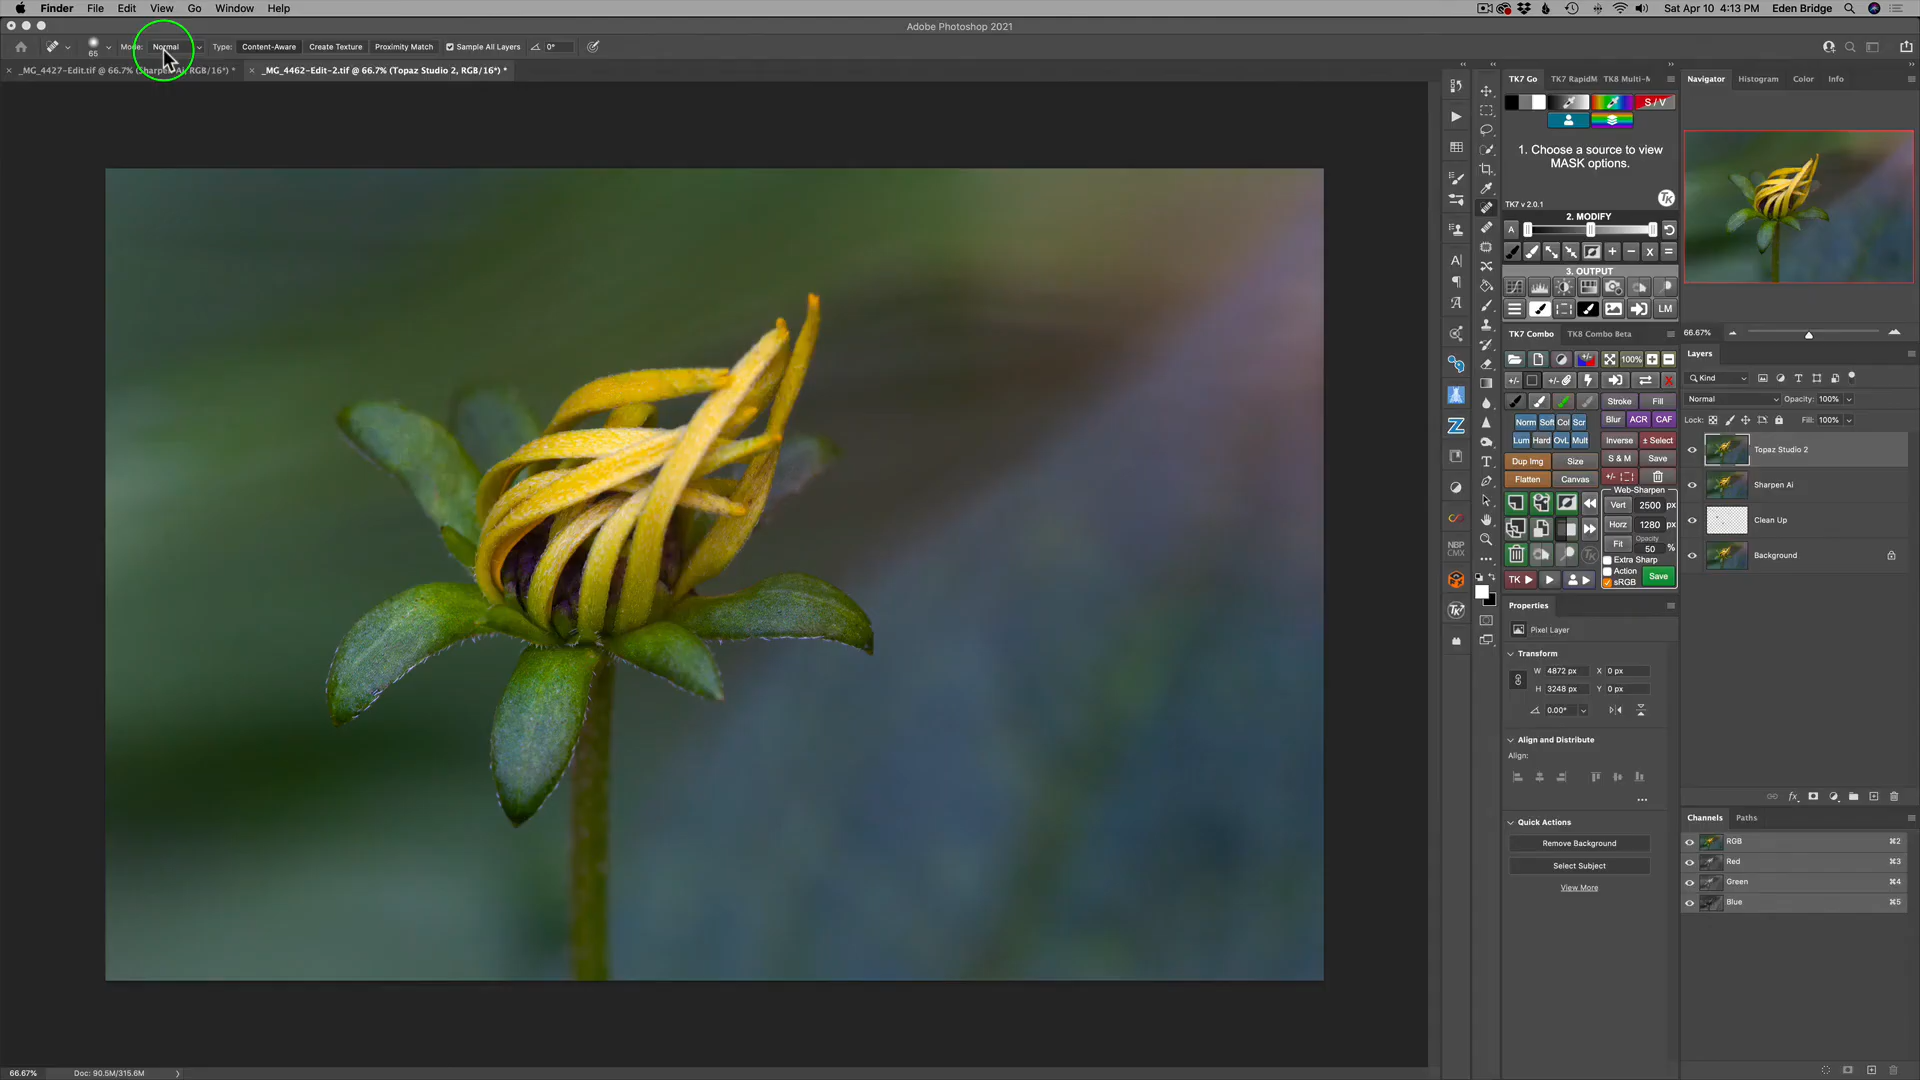 Finder File Edit View Go Window Help
Sat Apr 10 4:13 PM Eden Bridge
Adobe Photoshop 2021
65 Mode: Normal Type: Content-Aware Create Texture Proximity Match Sample All Layers 0°
_MG_4462-Edit-2.tif @ 66.7% (Topaz Studio 2, RGB/16*) *
TK7 Go TK7 RapidM TK8 Multi-M
Navigator Histogram Color Info
S / V
1. Choose a source to view
MASK options.
TK7 v 2.0.1
TK
2. MODIFY
A
+ − x =
3. OUTPUT
LM
66.67%
TK7 Combo TK8 Combo Beta
100%
Layers
Kind
Normal Opacity: 100%
Lock: Fill: 100%
Stroke Fill
Norm Soft Col Scr Blur ACR CAF
Lum Hard OvL Mult Inverse ± Select
Dup Img Size S & M Save
Flatten Canvas
Web-Sharpen
Vert 2500 px
Horz 1280 px
Fit Opacity 50 %
Extra Sharp
Action
sRGB
Save
TK
Topaz Studio 2
Sharpen Ai
Clean Up
Background
NBP
CMX
Properties
Pixel Layer
Transform
W 4872 px X 0 px
H 3248 px Y 0 px
0.00°
Align and Distribute
Align:
Quick Actions
Remove Background
Select Subject
View More
Channels Paths
RGB ⌘2
Red ⌘3
Green ⌘4
Blue ⌘5
66.67% Doc: 90.5M/315.6M